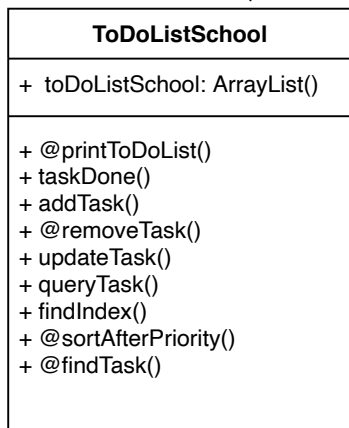 ToDoListSchool
+ toDoListSchool: ArrayList()
+ @printToDoList()
+ taskDone()
+ addTask()
+ @removeTask()
+ updateTask()
+ queryTask()
+ findIndex()
+ @sortAfterPriority()
+ @findTask()